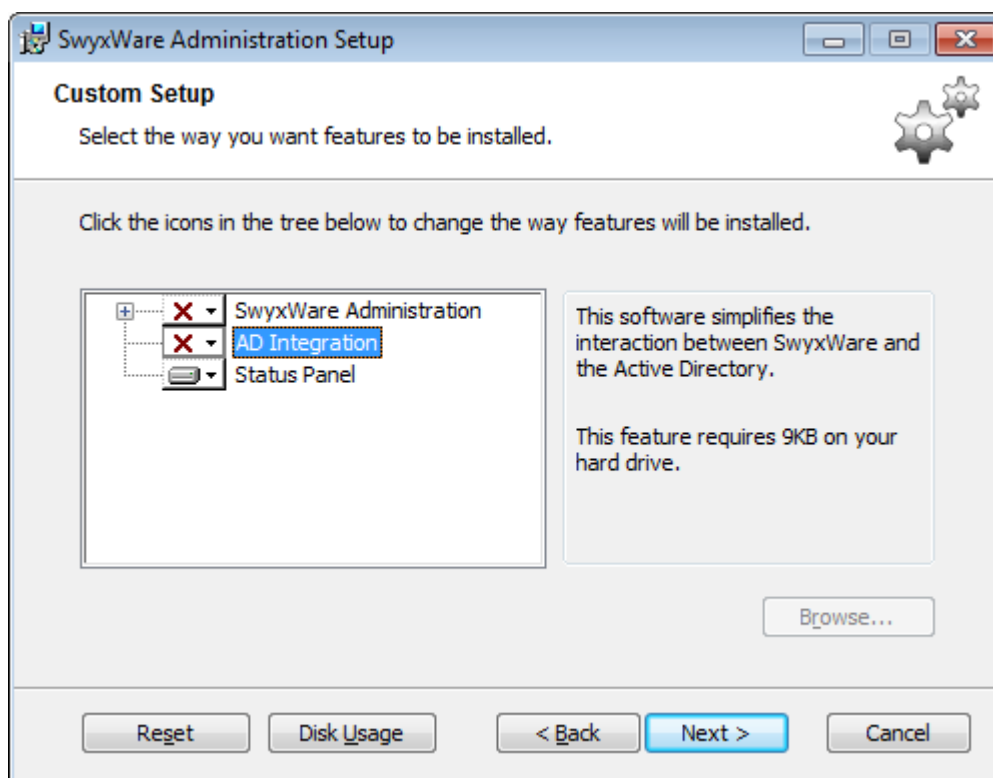 SwyxWare Administration Setup
Custom Setup
Select the way you want features to be installed.
Click the icons in the tree below to change the way features will be installed.
SwyxWare Administration
AD Integration
Status Panel
This software simplifies the
interaction between SwyxWare and
the Active Directory.
This feature requires 9KB on your
hard drive.
Browse...
Reset
Disk Usage
< Back
Next >
Cancel